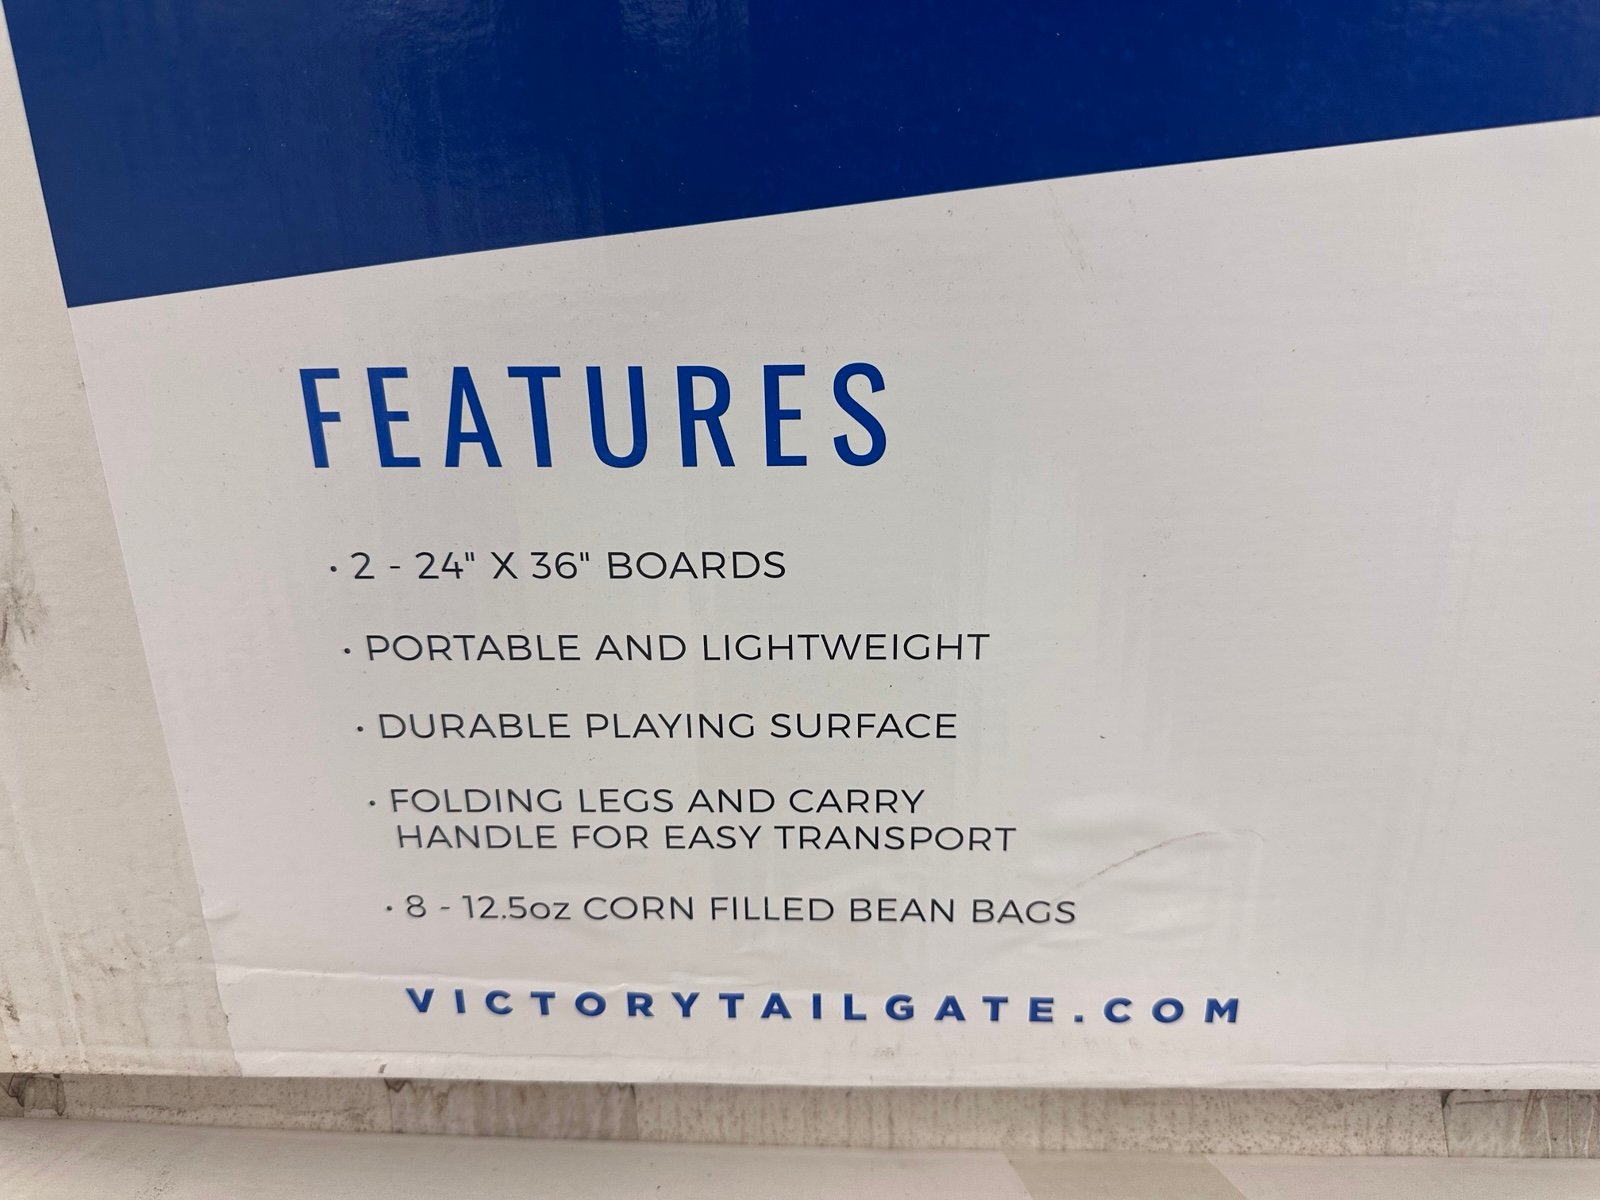 FEATURES
· 2 - 24" X 36" BOARDS
· PORTABLE AND LIGHTWEIGHT
· DURABLE PLAYING SURFACE
· FOLDING LEGS AND CARRY
HANDLE FOR EASY TRANSPORT
· 8 - 12.5oz CORN FILLED BEAN BAGS
VICTORYTAILGATE.COM